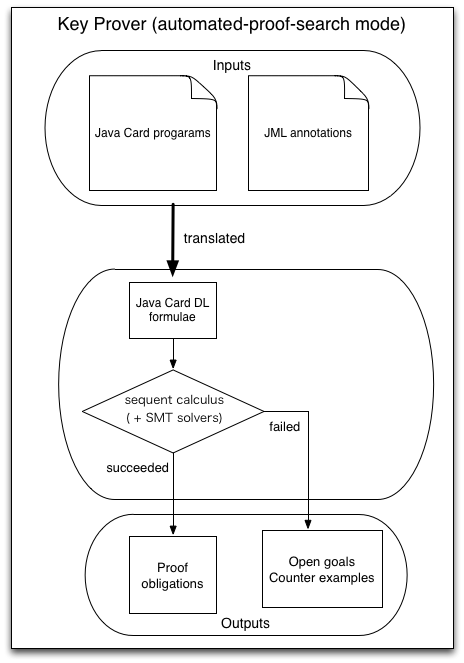 Key Prover (automated-proof-search mode)
Inputs
Java Card progarams
JML annotations
translated
Java Card DL
formulae
sequent calculus
( + SMT solvers)
failed
succeeded
Proof
obligations
Open goals
Counter examples
Outputs